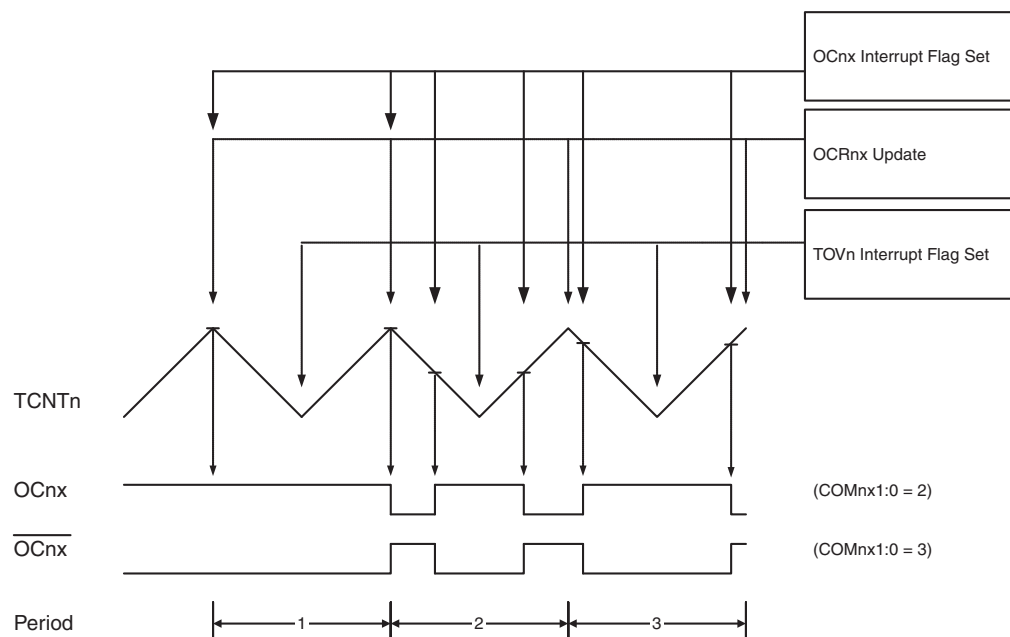 OCnx Interrupt Flag Set
OCRnx Update
TOVn Interrupt Flag Set
TCNTn
OCnx
(COMnx1:0 = 2)
OCnx
(COMnx1:0 = 3)
Period
1
2
3